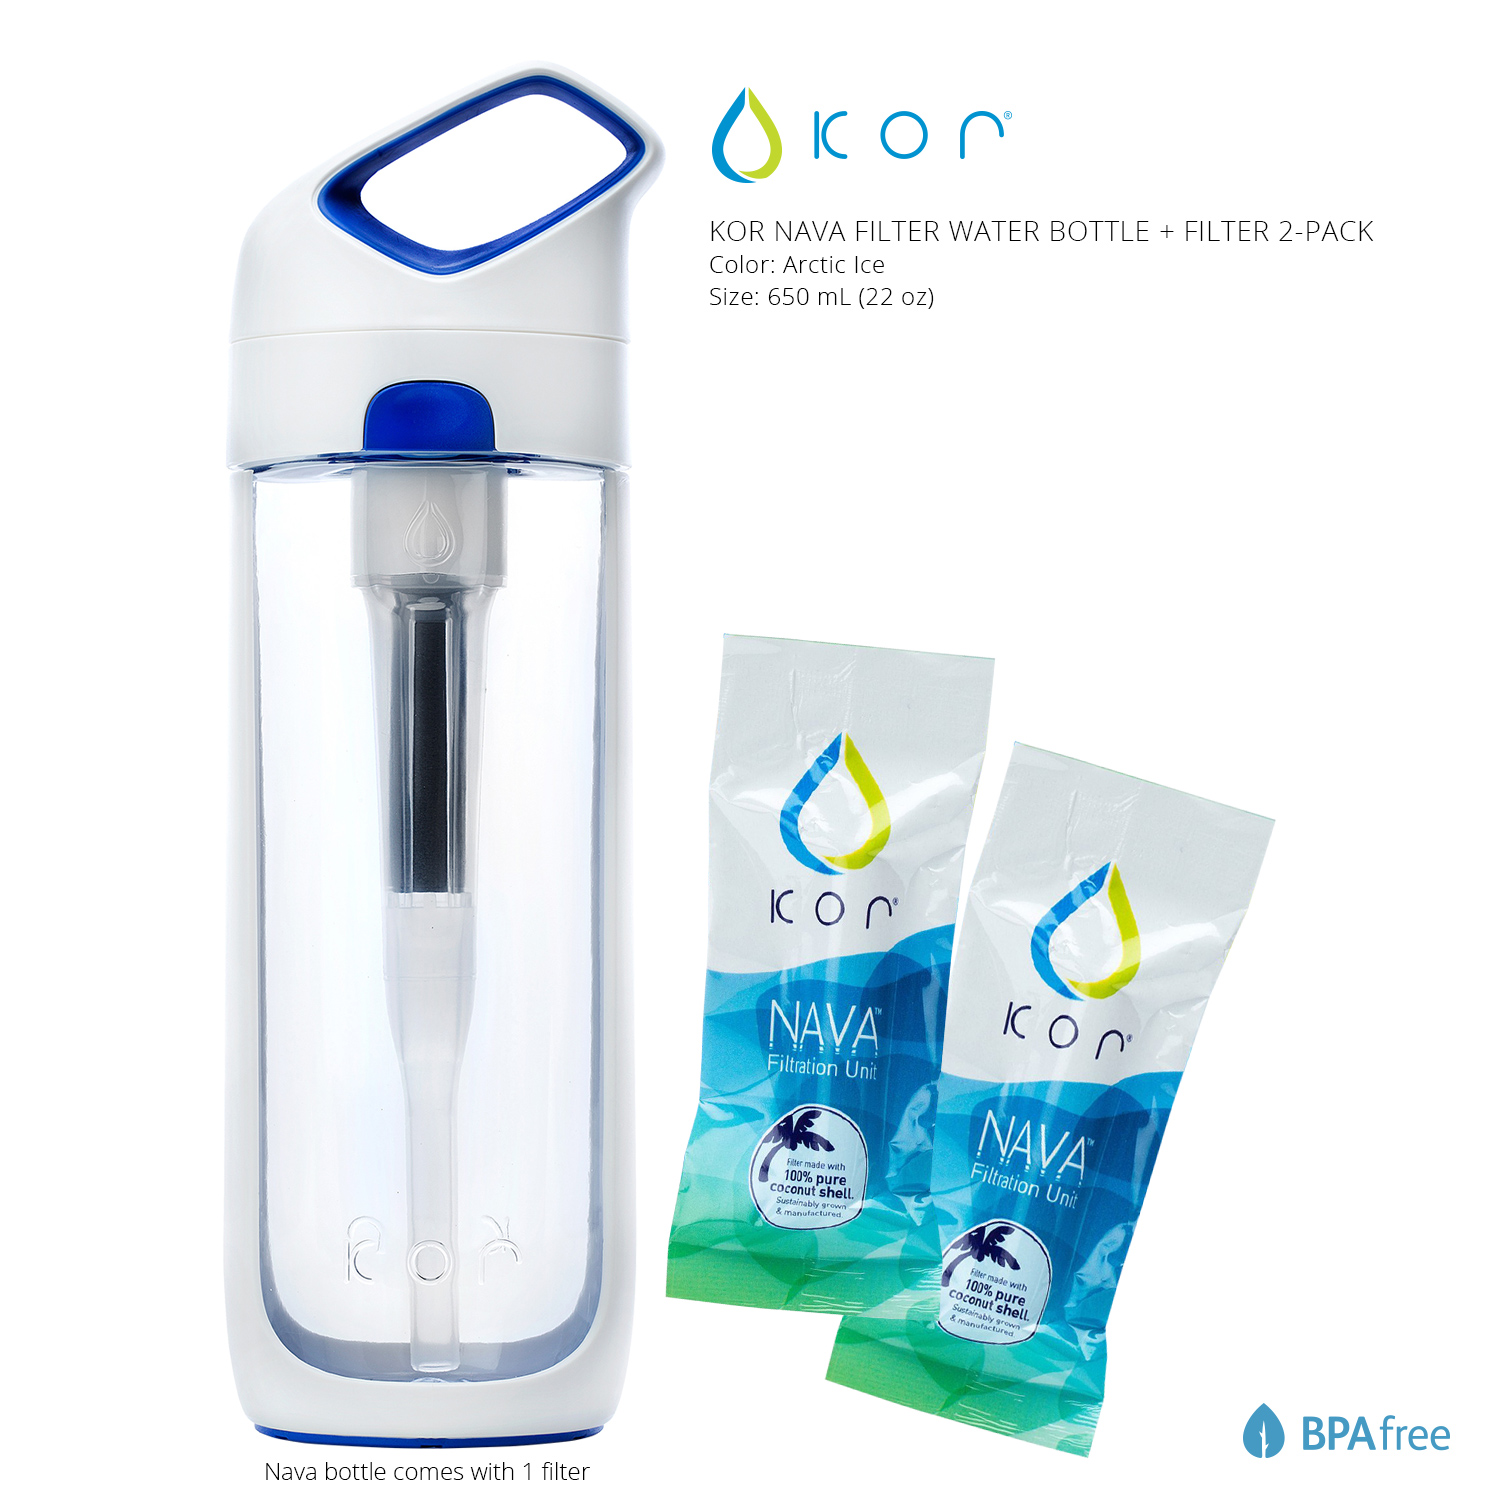 kor®
KOR NAVA FILTER WATER BOTTLE + FILTER 2-PACK
Color: Arctic Ice
Size: 650 mL (22 oz)
kor
Nava bottle comes with 1 filter
kor®
NAVA™
Filtration Unit
Filter made with
100% pure
coconut shell.
Sustainably grown
& manufactured.
kor®
NAVA™
Filtration Unit
Filter made with
100% pure
coconut shell.
Sustainably grown
& manufactured.
BPAfree